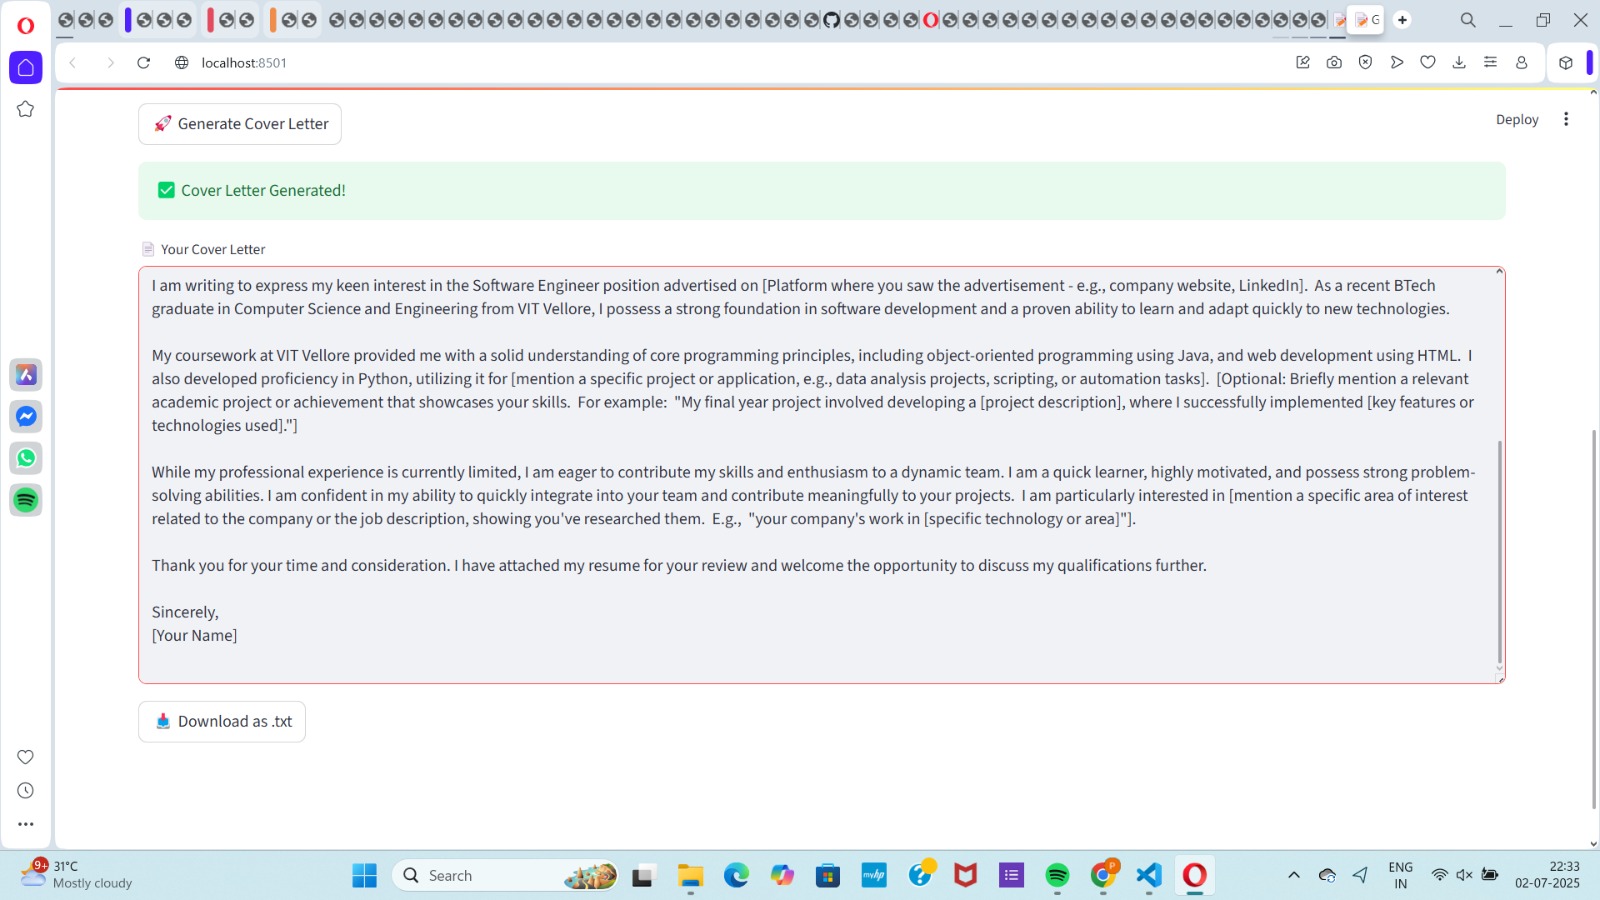 G
localhost:8501
Deploy
🚀 Generate Cover Letter
✅ Cover Letter Generated!
📄 Your Cover Letter
I am writing to express my keen interest in the Software Engineer position advertised on [Platform where you saw the advertisement - e.g., company website, LinkedIn].  As a recent BTech
graduate in Computer Science and Engineering from VIT Vellore, I possess a strong foundation in software development and a proven ability to learn and adapt quickly to new technologies.
My coursework at VIT Vellore provided me with a solid understanding of core programming principles, including object-oriented programming using Java, and web development using HTML.  I
also developed proficiency in Python, utilizing it for [mention a specific project or application, e.g., data analysis projects, scripting, or automation tasks].  [Optional: Briefly mention a relevant
academic project or achievement that showcases your skills.  For example:  "My final year project involved developing a [project description], where I successfully implemented [key features or
technologies used]."]
While my professional experience is currently limited, I am eager to contribute my skills and enthusiasm to a dynamic team. I am a quick learner, highly motivated, and possess strong problem-
solving abilities. I am confident in my ability to quickly integrate into your team and contribute meaningfully to your projects.  I am particularly interested in [mention a specific area of interest
related to the company or the job description, showing you've researched them.  E.g.,  "your company's work in [specific technology or area]"].
Thank you for your time and consideration. I have attached my resume for your review and welcome the opportunity to discuss my qualifications further.
Sincerely,
[Your Name]
📥 Download as .txt
9+
31°C
Mostly cloudy
Search
myhp
P
ENG
IN
22:33
02-07-2025